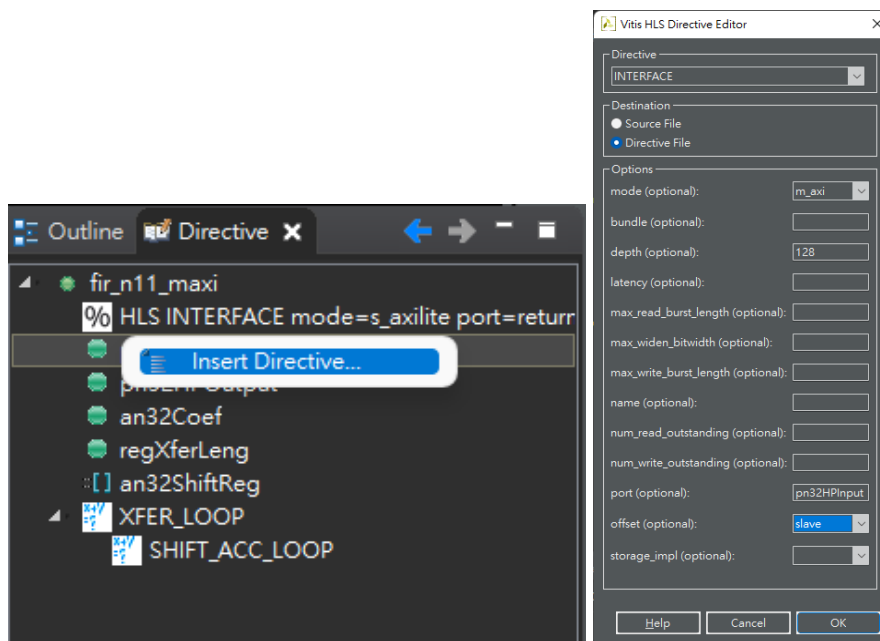 Outline
Directive
fir_n11_maxi
% HLS INTERFACE mode=s_axilite port=return
Insert Directive...
pn32HPOutput
an32Coef
regXferLeng
[] an32ShiftReg
XFER_LOOP
SHIFT_ACC_LOOP
Vitis HLS Directive Editor
Directive
INTERFACE
Destination
Source File
Directive File
Options
mode (optional): m_axi
bundle (optional):
depth (optional): 128
latency (optional):
max_read_burst_length (optional):
max_widen_bitwidth (optional):
max_write_burst_length (optional):
name (optional):
num_read_outstanding (optional):
num_write_outstanding (optional):
port (optional): pn32HPInput
offset (optional): slave
storage_impl (optional):
Help Cancel OK